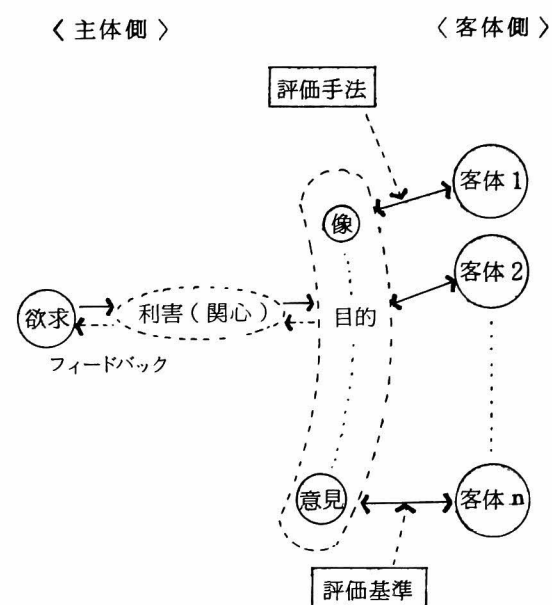 〈主体側〉
〈客体側〉
評価手法
客体1
像
客体2
欲求
利害(関心)
目的
フィードバック
意見
客体n
評価基準